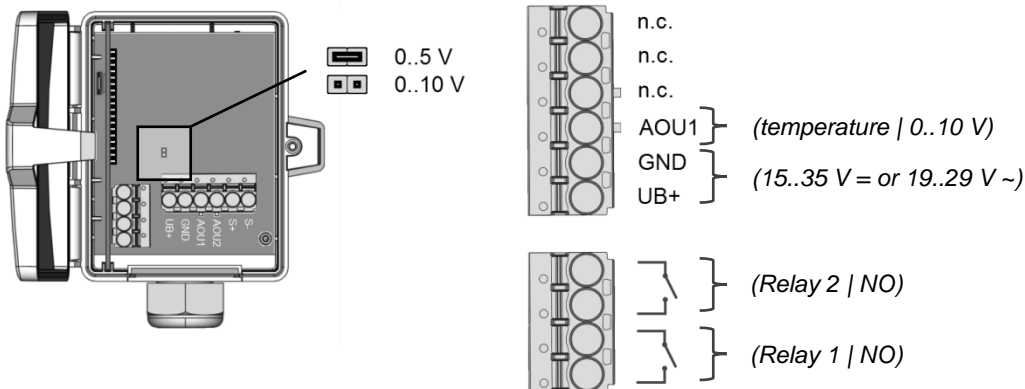 0..5 V
0..10 V
UB+
GND
AOU1
AOU2
S+
S-
n.c.
n.c.
n.c.
AOU1 (temperature | 0..10 V)
GND
UB+ (15..35 V = or 19..29 V ~)
(Relay 2 | NO)
(Relay 1 | NO)